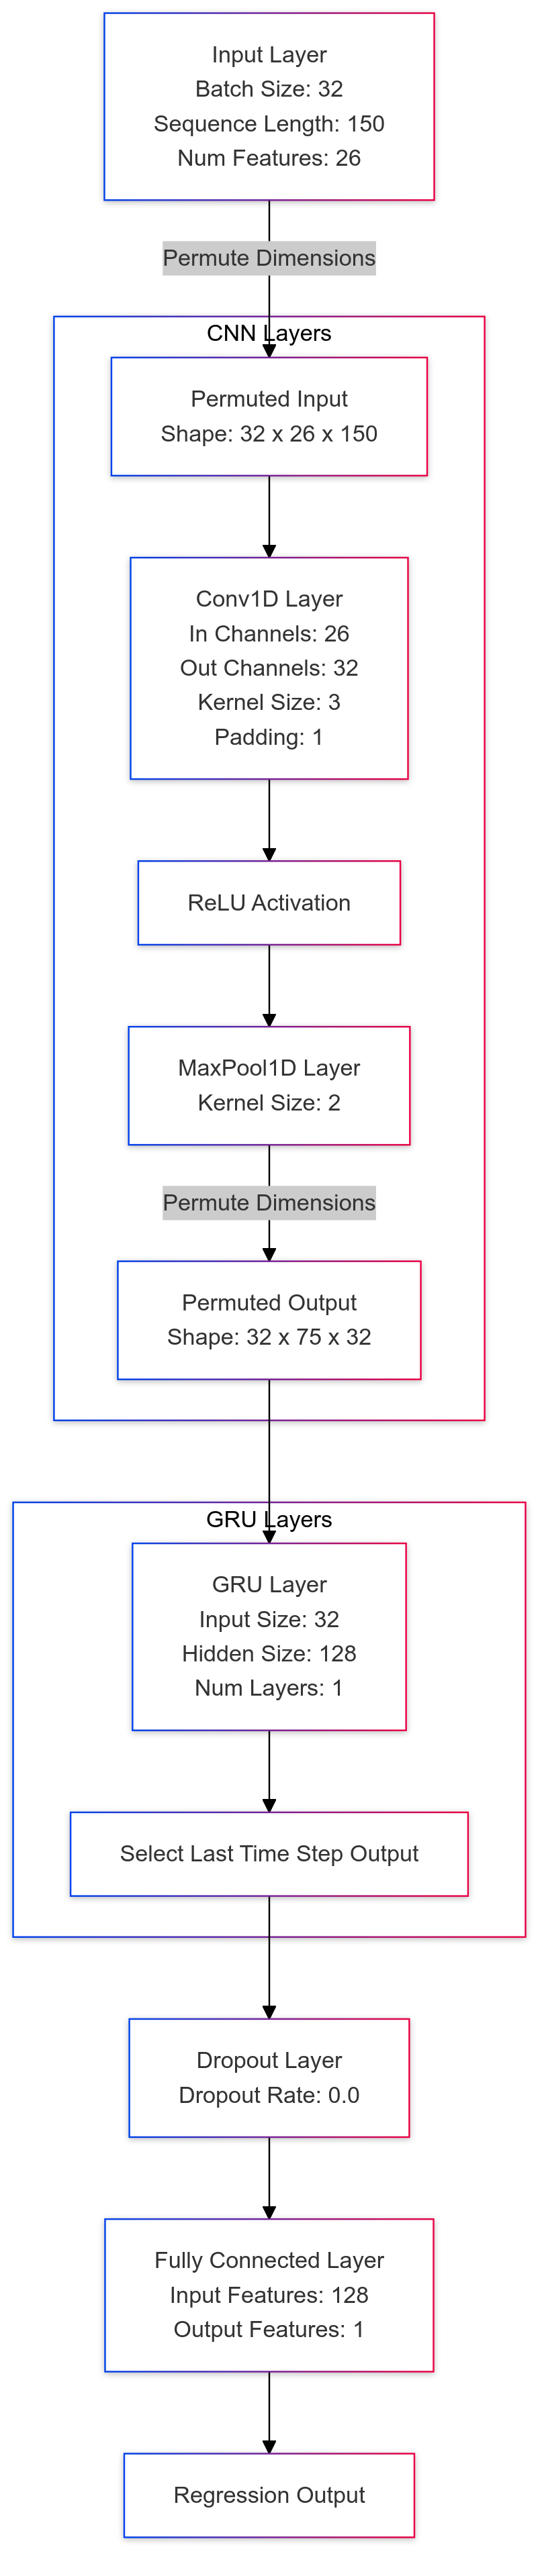 Input Layer
Batch Size: 32
Sequence Length: 150
Num Features: 26
Permute Dimensions
CNN Layers
Permuted Input
Shape: 32 x 26 x 150
Conv1D Layer
In Channels: 26
Out Channels: 32
Kernel Size: 3
Padding: 1
ReLU Activation
MaxPool1D Layer
Kernel Size: 2
Permute Dimensions
Permuted Output
Shape: 32 x 75 x 32
GRU Layers
GRU Layer
Input Size: 32
Hidden Size: 128
Num Layers: 1
Select Last Time Step Output
Dropout Layer
Dropout Rate: 0.0
Fully Connected Layer
Input Features: 128
Output Features: 1
Regression Output